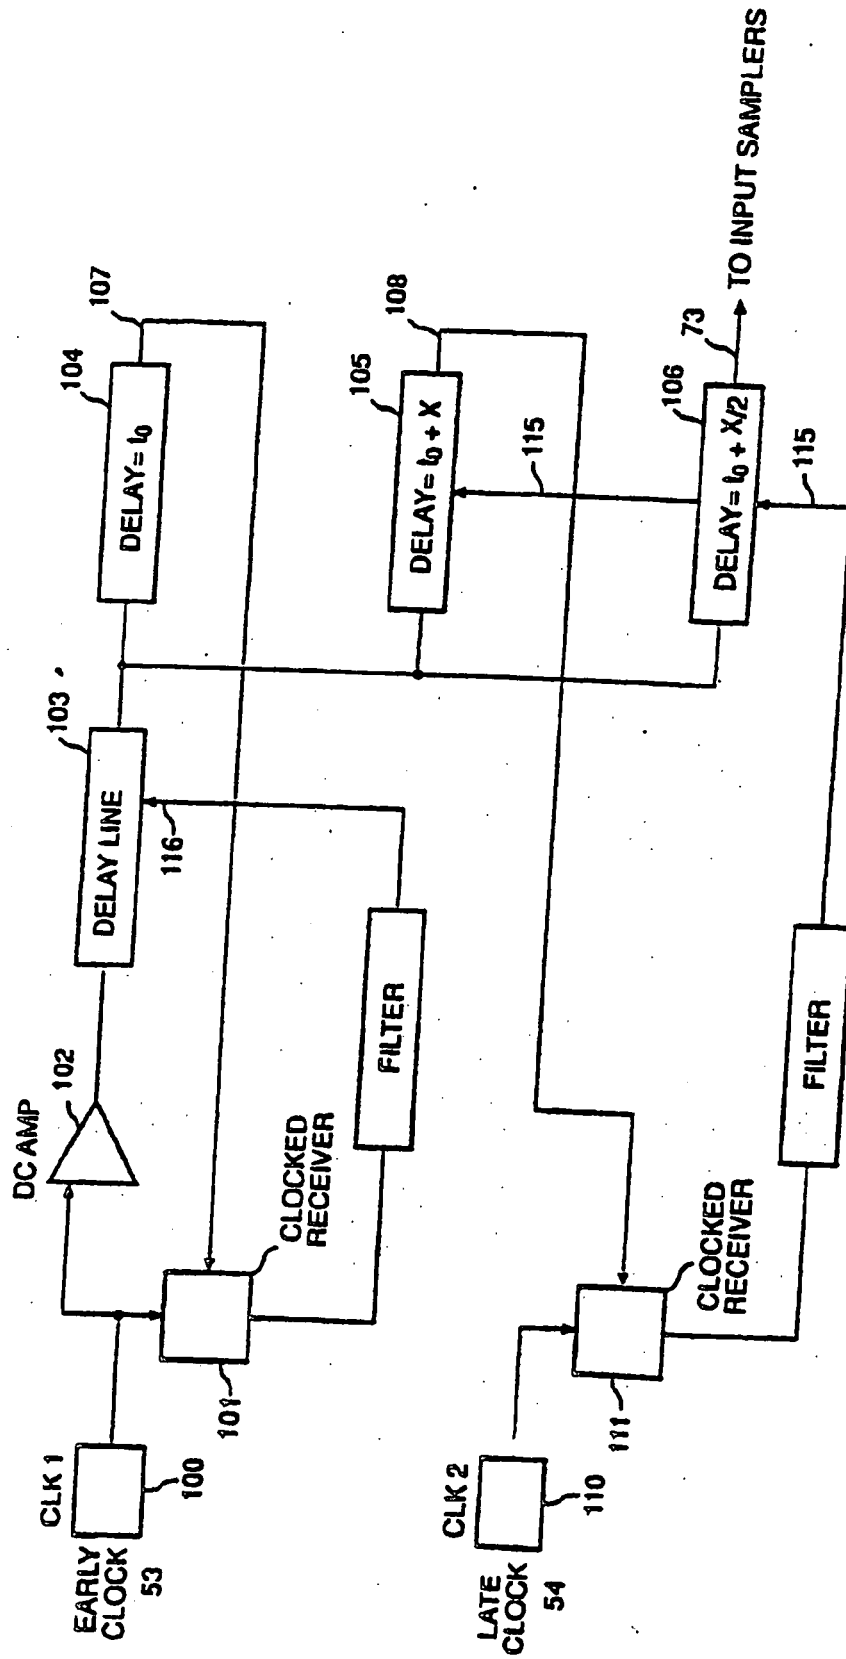 EARLY
CLOCK
53
CLK 1
100
101
DC AMP
102
CLOCKED
RECEIVER
FILTER
116
DELAY LINE
103
DELAY = t₀
104
107
DELAY = t₀ + X
105
108
115
DELAY = t₀ + X/2
106
115
73
TO INPUT SAMPLERS
LATE
CLOCK
54
CLK 2
110
111
CLOCKED
RECEIVER
FILTER